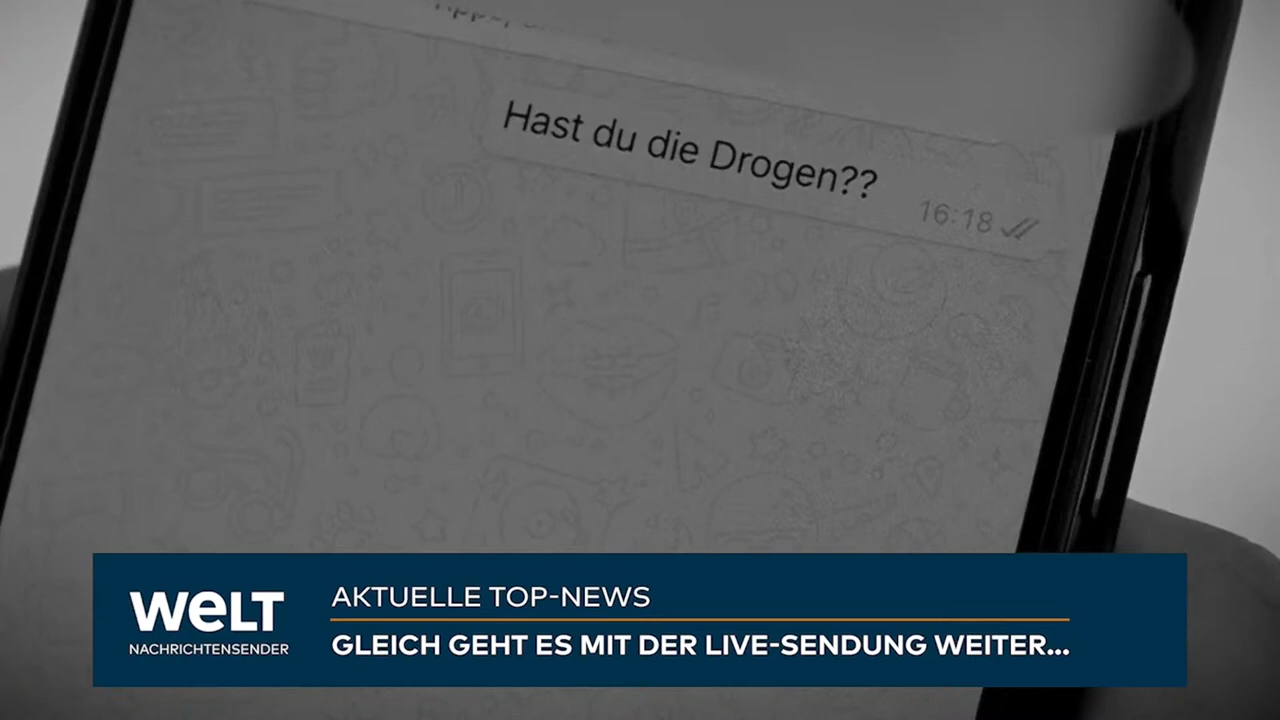 Hast du die Drogen??
16:18
welt
NACHRICHTENSENDER
AKTUELLE TOP-NEWS
GLEICH GEHT ES MIT DER LIVE-SENDUNG WEITER...